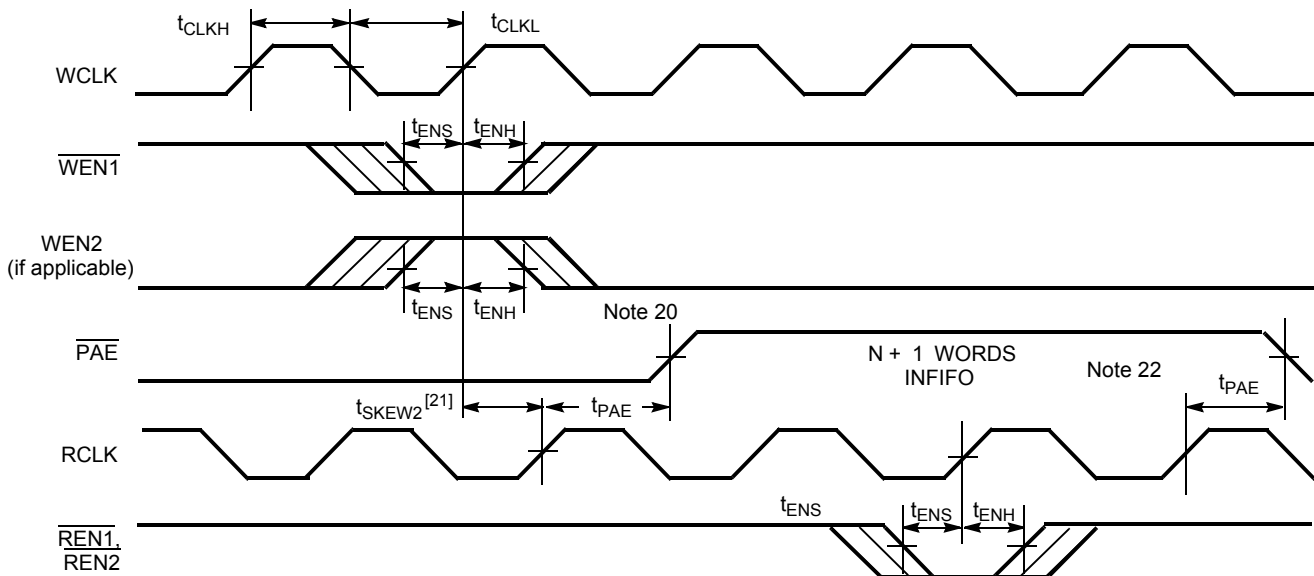 tCLKH
tCLKL
WCLK
tENS
tENH
WEN1
WEN2
(if applicable)
tENS
tENH
Note 20
PAE
N + 1 WORDS
INFIFO
Note 22
tPAE
tSKEW2[21]
tPAE
RCLK
tENS
tENS
tENH
REN1,
REN2